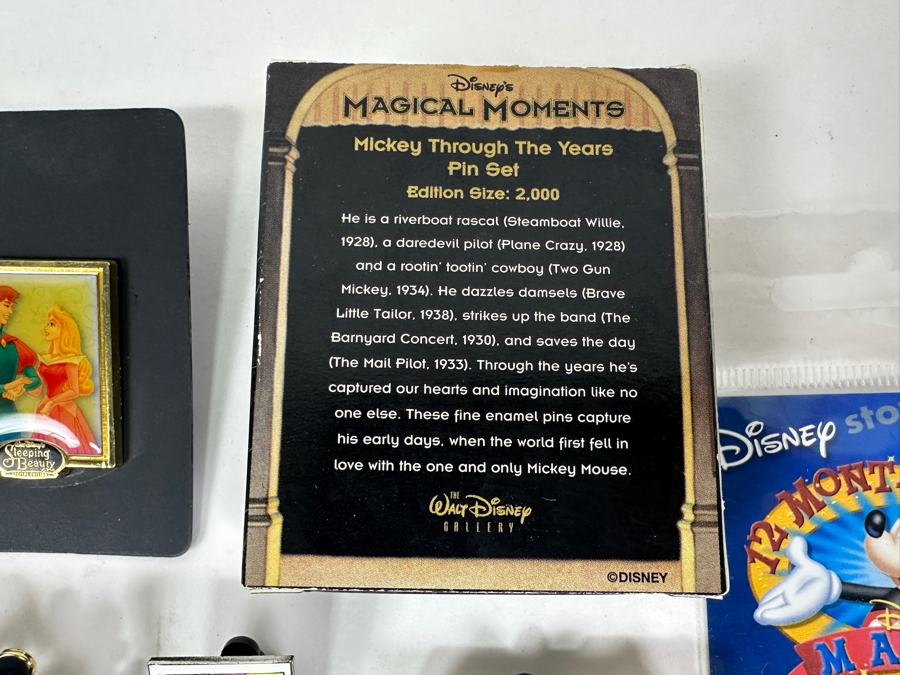 Disney's
MAGICAL MOMENTS
Mickey Through The Years
Pin Set
Edition Size: 2,000
He is a riverboat rascal (Steamboat Willie,
1928), a daredevil pilot (Plane Crazy, 1928)
and a rootin' tootin' cowboy (Two Gun
Mickey, 1934). He dazzles damsels (Brave
Little Tailor, 1938), strikes up the band (The
Barnyard Concert, 1930), and saves the day
(The Mail Pilot, 1933). Through the years he's
captured our hearts and imagination like no
one else. These fine enamel pins capture
his early days, when the world first fell in
love with the one and only Mickey Mouse.
THE
WALT DISNEY
GALLERY
©DISNEY
Sleeping
Beauty
Disney
12 MONT
MA